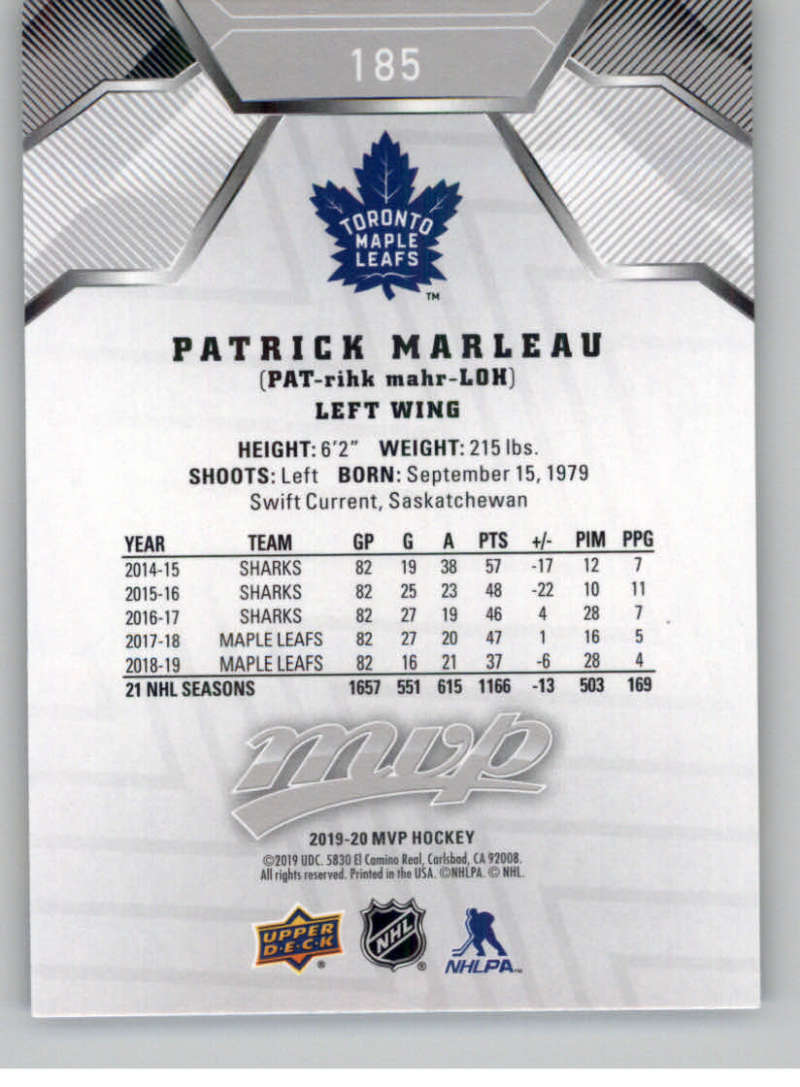 185
TORONTO
MAPLE
LEAFS
TM
PATRICK MARLEAU
(PAT-rihk mahr-LOH)
LEFT WING
HEIGHT: 6'2" WEIGHT: 215 lbs.
SHOOTS: Left BORN: September 15, 1979
Swift Current, Saskatchewan
YEAR TEAM GP G A PTS +/- PIM PPG
2014-15 SHARKS 82 19 38 57 -17 12 7
2015-16 SHARKS 82 25 23 48 -22 10 11
2016-17 SHARKS 82 27 19 46 4 28 7
2017-18 MAPLE LEAFS 82 27 20 47 1 16 5
2018-19 MAPLE LEAFS 82 16 21 37 -6 28 4
21 NHL SEASONS 1657 551 615 1166 -13 503 169
mvp
2019-20 MVP HOCKEY
©2019 UDC. 5830 El Camino Real, Carlsbad, CA 92008.
All rights reserved. Printed in the USA. ©NHLPA. © NHL.
UPPER
D·E·C·K
®
NHL
®
NHLPA™